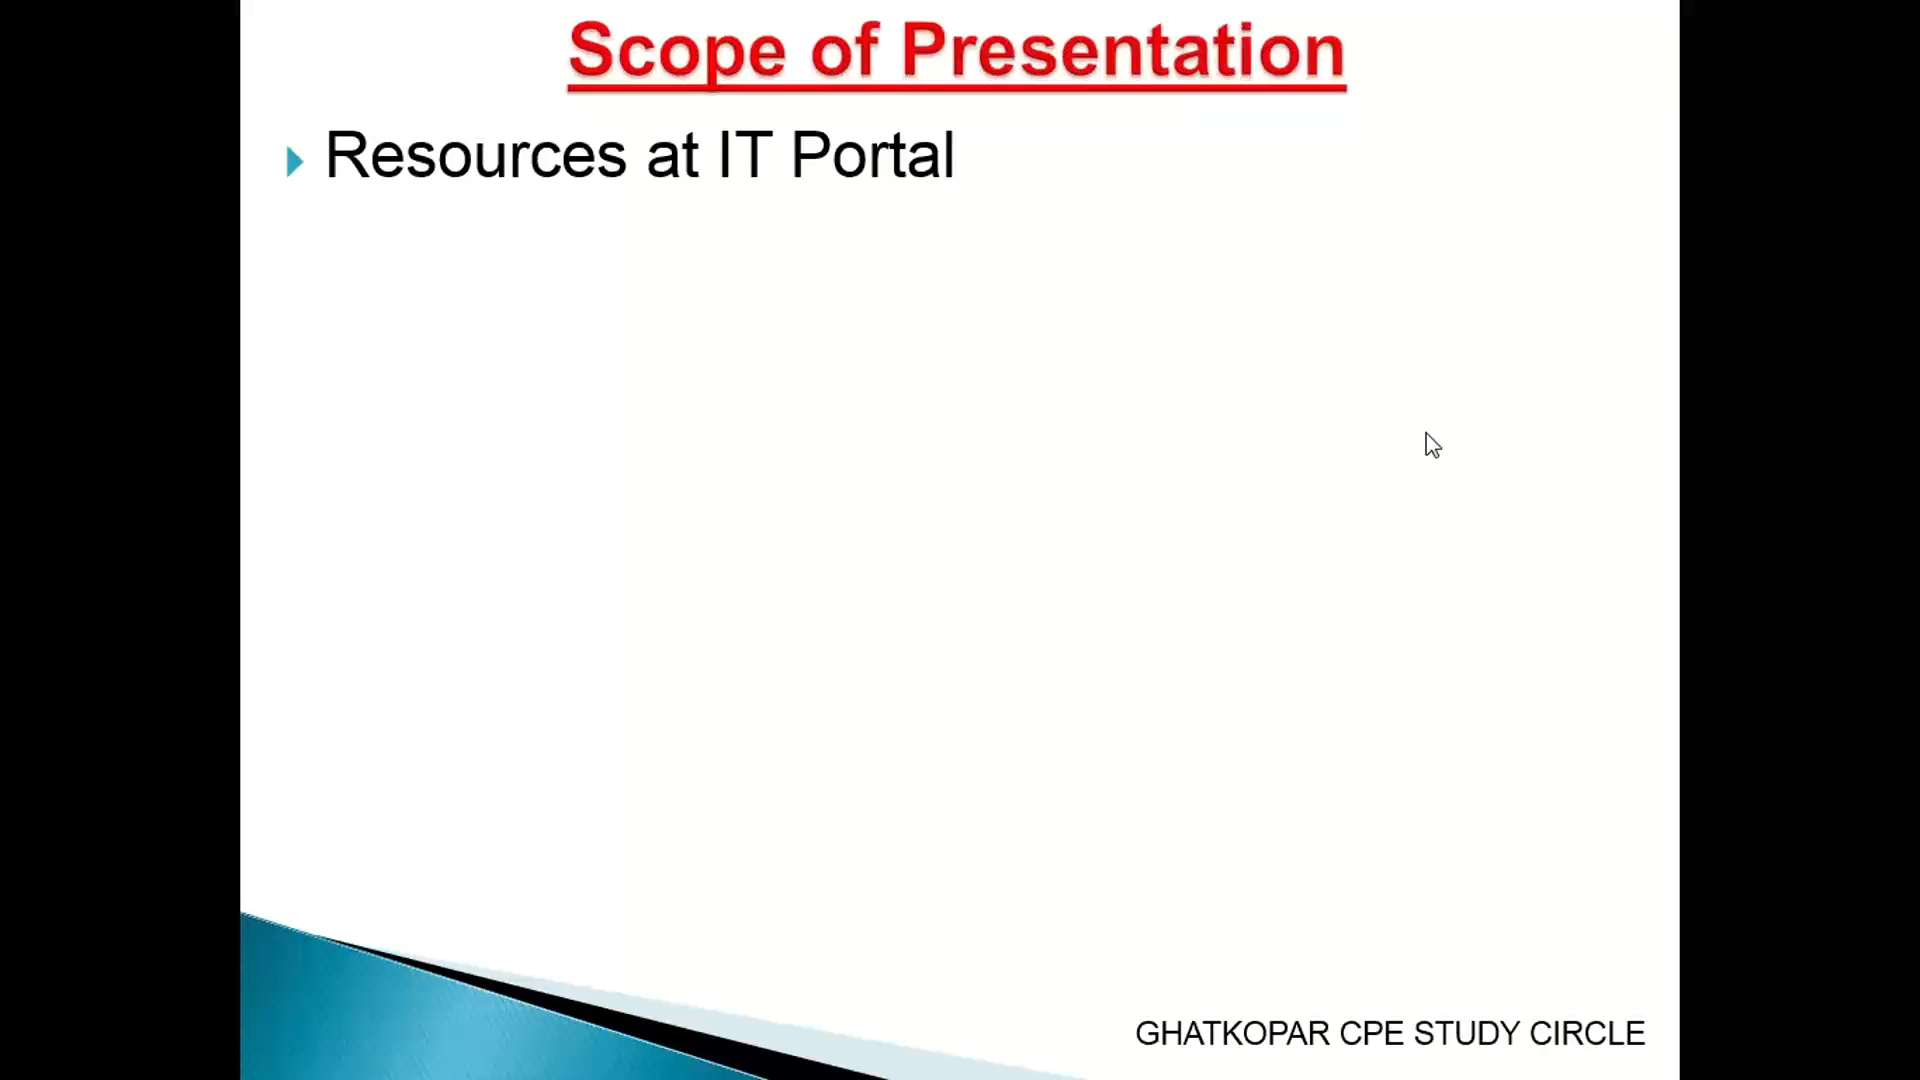 Scope of Presentation
Resources at IT Portal
GHATKOPAR CPE STUDY CIRCLE